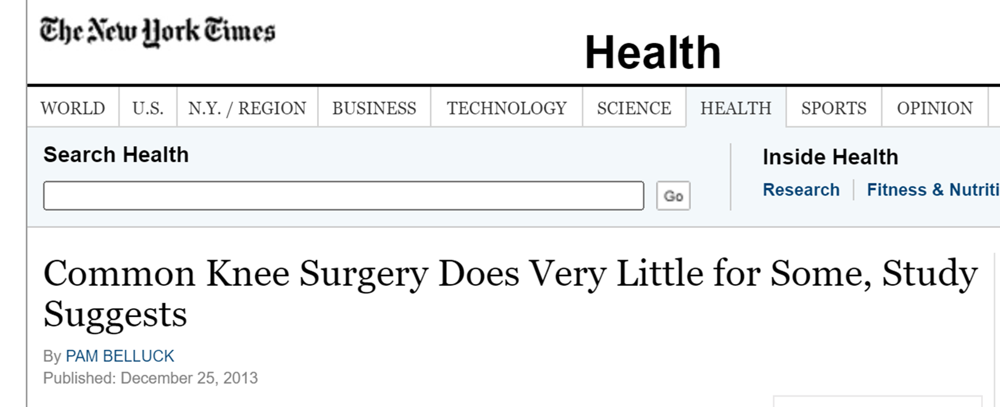 The New York Times
Health
WORLD U.S. N.Y. / REGION BUSINESS TECHNOLOGY SCIENCE HEALTH SPORTS OPINION
Search Health
Go
Inside Health
Research Fitness & Nutriti
Common Knee Surgery Does Very Little for Some, Study
Suggests
By PAM BELLUCK
Published: December 25, 2013